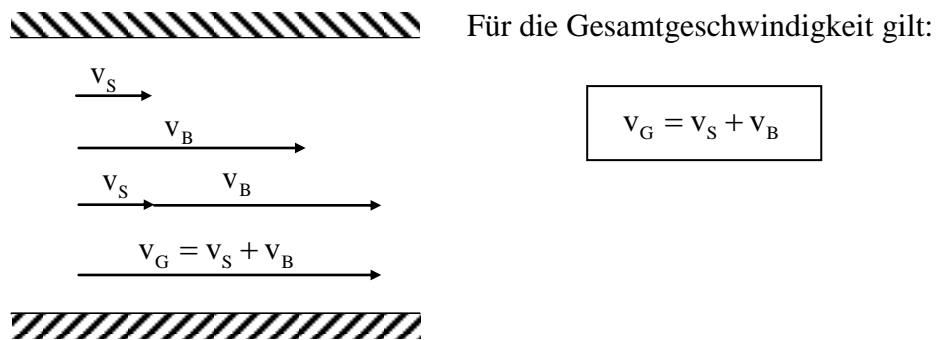 Für die Gesamtgeschwindigkeit gilt:
v_S
v_B
v_S v_B
v_G = v_S + v_B
v_G = v_S + v_B